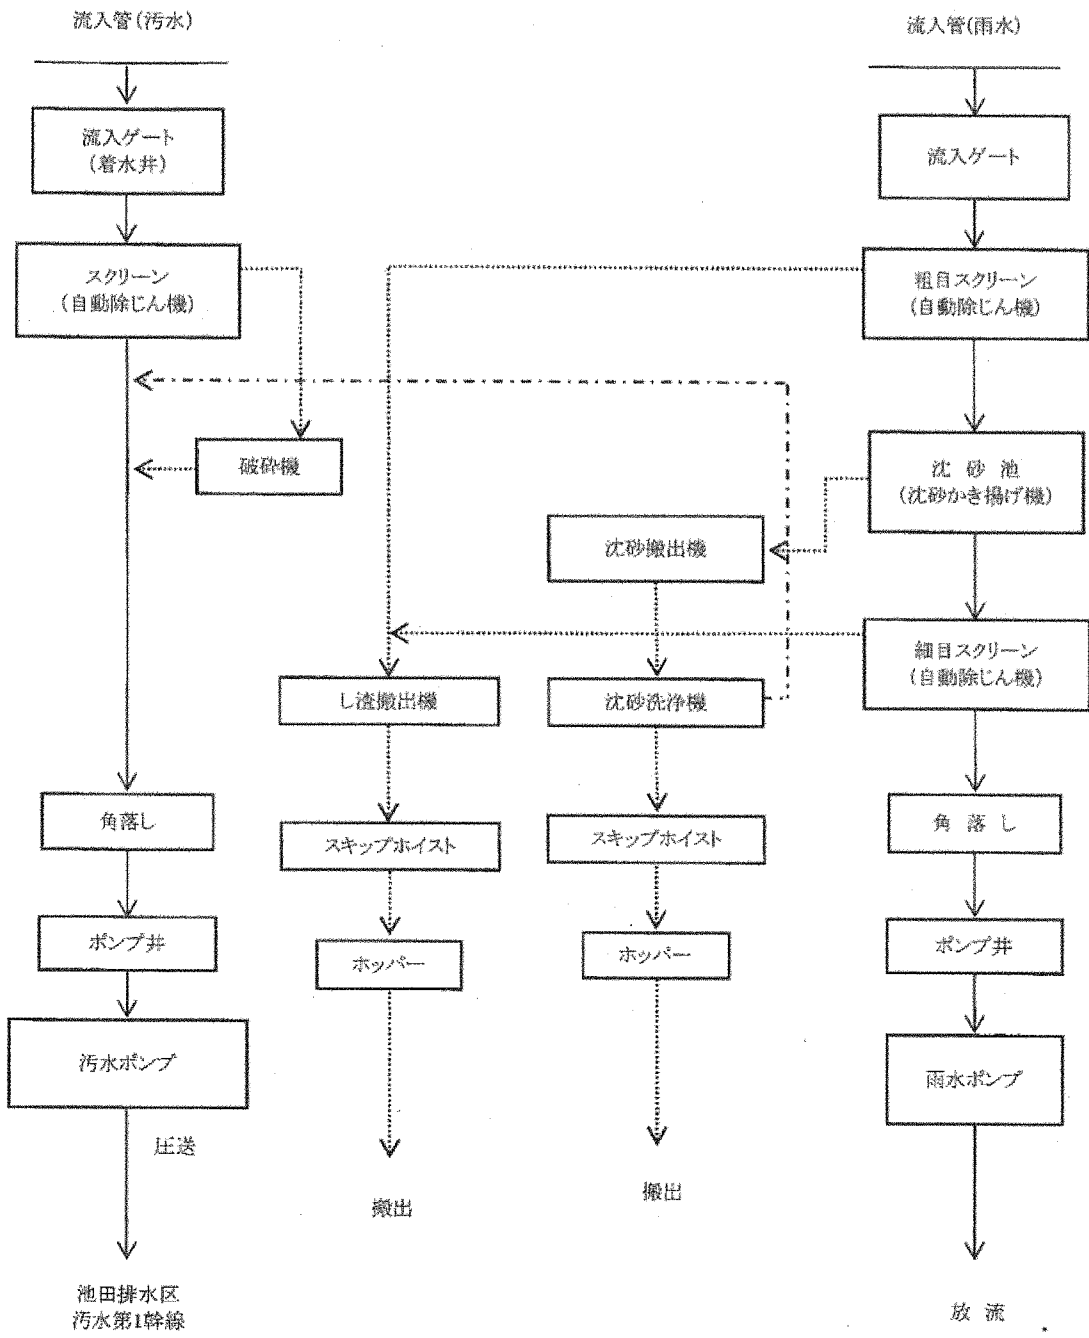 流入管(汚水)
流入管(雨水)
流入ゲート
(着水井)
流入ゲート
スクリーン
(自動除じん機)
粗目スクリーン
(自動除じん機)
破砕機
沈 砂 池
(沈砂かき揚げ機)
沈砂搬出機
細目スクリーン
(自動除じん機)
し渣搬出機
沈砂洗浄機
角落し
スキップホイスト
スキップホイスト
角 落 し
ポンプ井
ホッパー
ホッパー
ポンプ井
汚水ポンプ
雨水ポンプ
圧送
搬出
搬出
池田排水区
汚水第1幹線
放 流